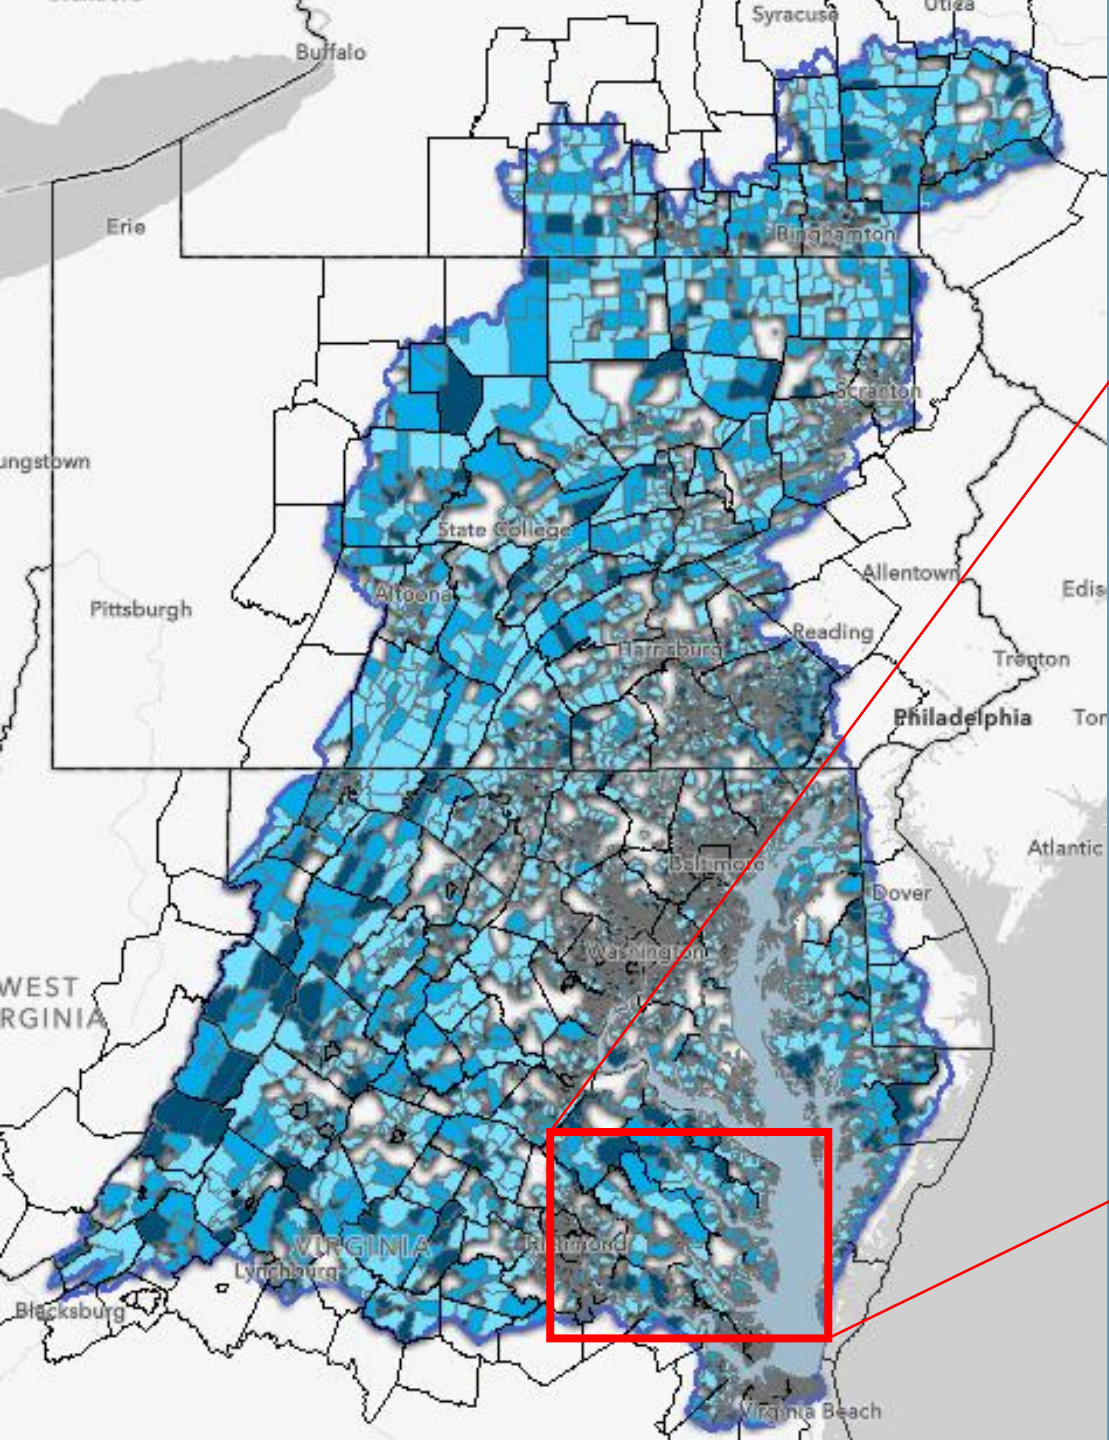 Syracuse
Utica
Buffalo
Erie
Binghamton
Scranton
ungstown
State College
Allentown
Altoona
Edis
Pittsburgh
Reading
Harrisburg
Trenton
Philadelphia
Tor
Atlantic
Baltimore
Dover
Washington
WEST
RGINIA
Richmond
VIRGINIA
Lynchburg
Blacksburg
Virginia Beach